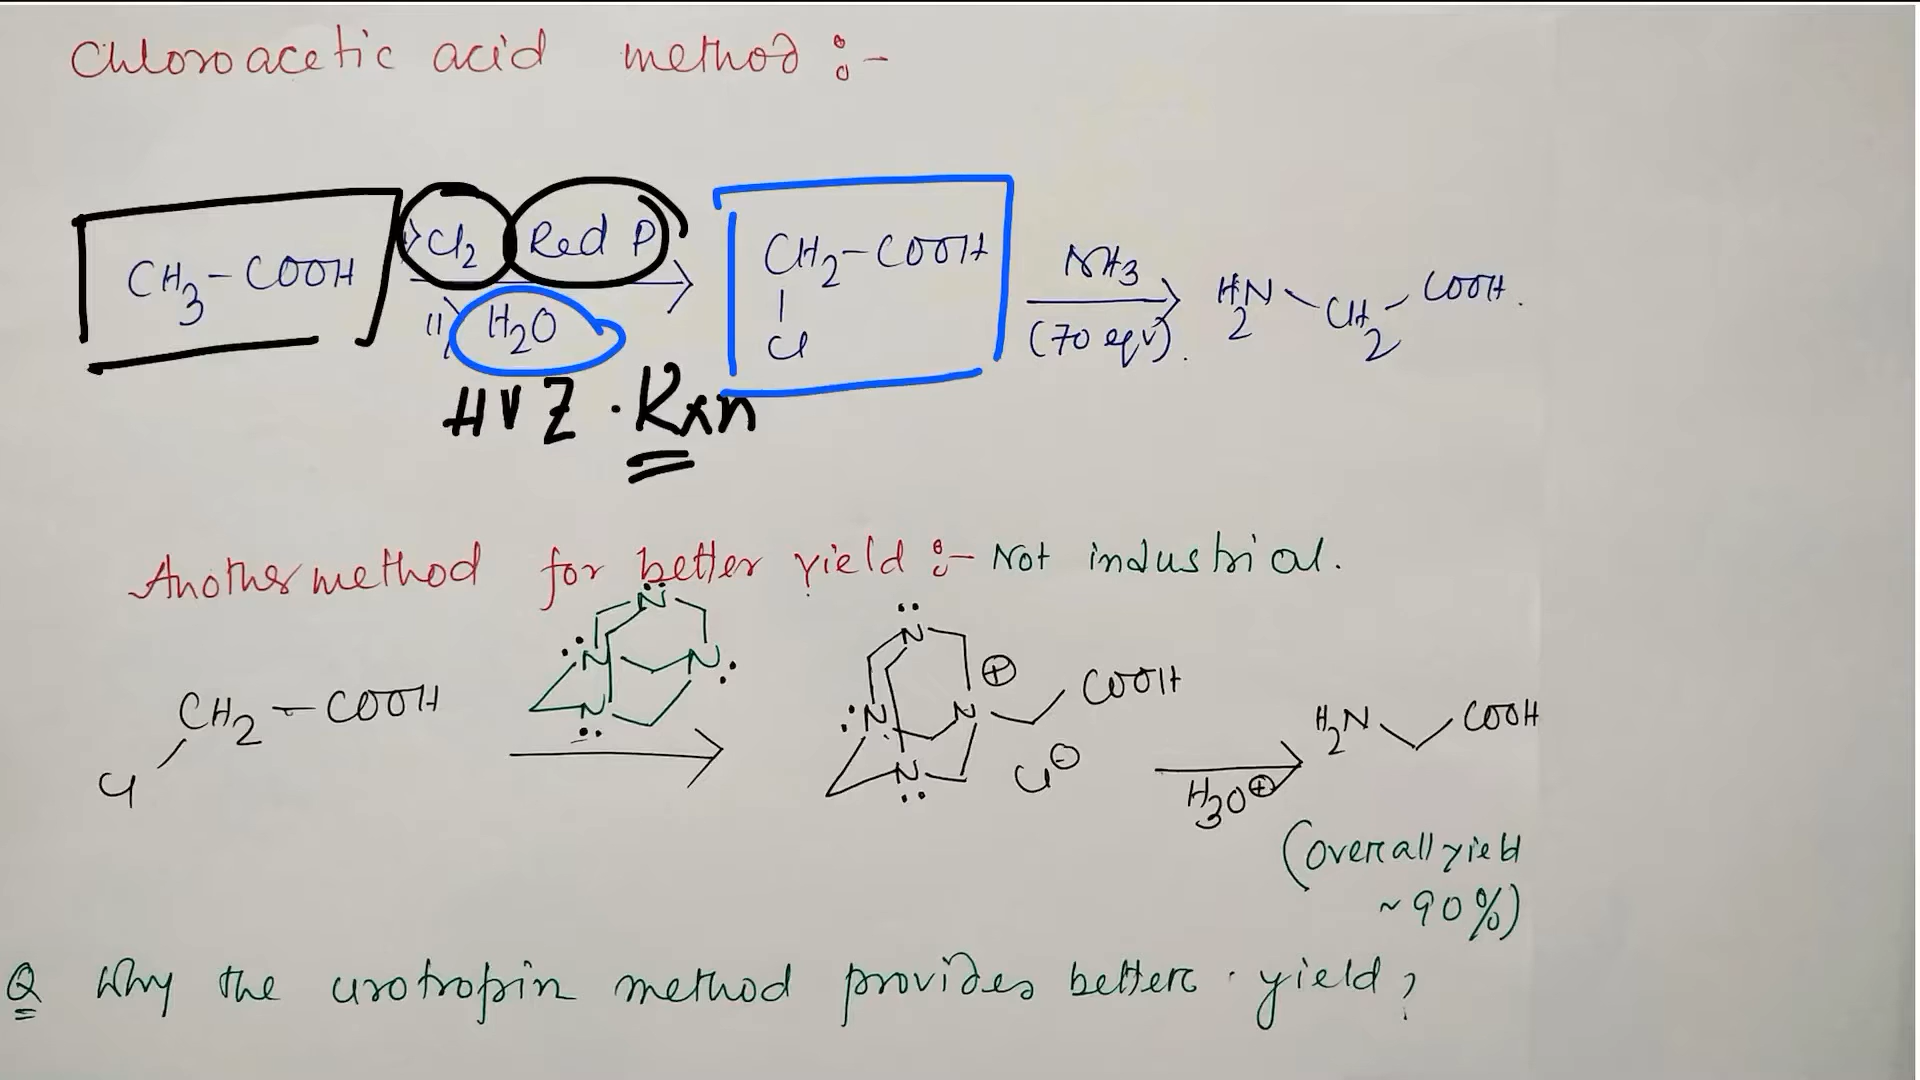 Chloroacetic acid method :-
CH3-COOH i) Cl2 Red P ii) H2O CH2-COOH Cl NH3 (70 eqv). H2N CH2 COOH.
HVZ. Rxn
Another method for better yield :- Not industrial.
CH2-COOH Cl N: N: N: N: N: N: N N: ⊕ COOH Cl⊖ H3O⊕ H2N COOH
(overall yield
~90%)
Q Why the urotropin method provides better yield?